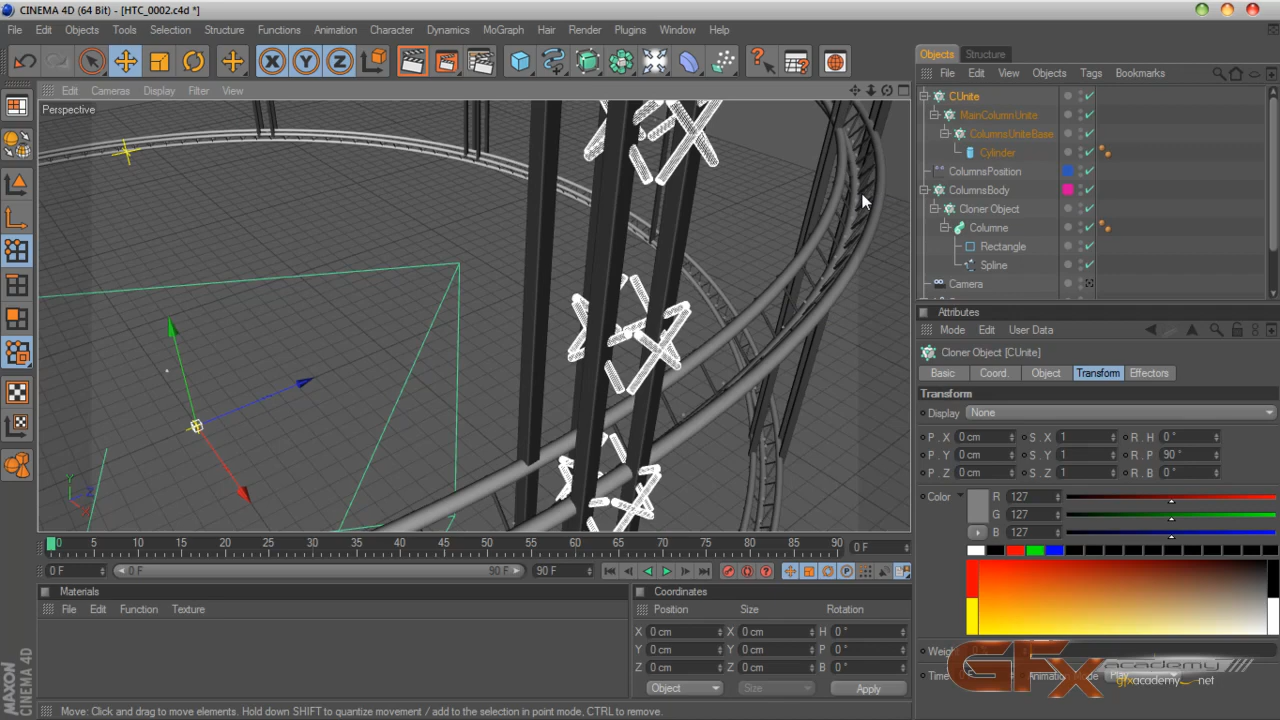 CINEMA 4D (64 Bit) - [HTC_0002.c4d *]
File Edit Objects Tools Selection Structure Functions Animation Character Dynamics MoGraph Hair Render Plugins Window Help
X Y Z
Objects Structure
File Edit View Objects Tags Bookmarks
Edit Cameras Display Filter View
Perspective
CUnite
MainColumnUnite
ColumnsUniteBase
Cylinder
ColumnsPosition
ColumnsBody
Cloner Object
Columne
Rectangle
Spline
Camera
Attributes
Mode Edit User Data
Cloner Object [CUnite]
Basic Coord. Object Transform Effectors
Transform
Display None
P . X 0 cm S . X 1 R . H 0 °
P . Y 0 cm S . Y 1 R . P 90 °
P . Z 0 cm S . Z 1 R . B 0 °
Color R 127
G 127
B 127
Y Z X
0 5 10 15 20 25 30 35 40 45 50 55 60 65 70 75 80 85 90 0 F
0 F 0 F 90 F 90 F
Materials
File Edit Function Texture
Coordinates
Position Size Rotation
X 0 cm X 0 cm H 0 °
Y 0 cm Y 0 cm P 0 °
Z 0 cm Z 0 cm B 0 °
Object Size Apply
GFX academy
gfxacademy.net
MAXON
CINEMA 4D
Move: Click and drag to move elements. Hold down SHIFT to quantize movement / add to the selection in point mode, CTRL to remove.